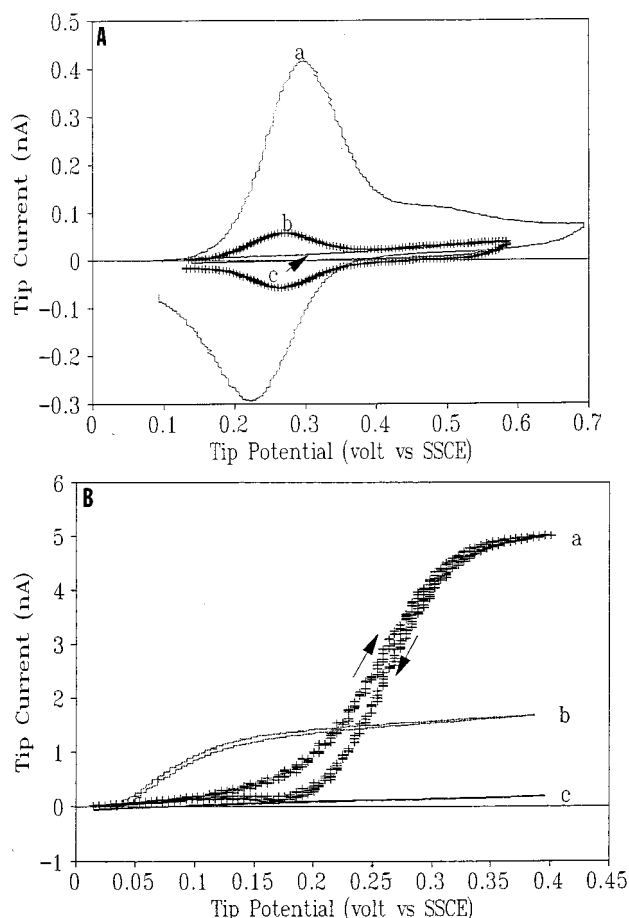 A
0.5
0.4
0.3
0.2
0.1
0
-0.1
-0.2
-0.3
Tip Current (nA)
a
b
c
0 0.1 0.2 0.3 0.4 0.5 0.6 0.7
Tip Potential (volt vs SSCE)
B
6
5
4
3
2
1
0
-1
Tip Current (nA)
a
b
c
0 0.05 0.1 0.15 0.2 0.25 0.3 0.35 0.4 0.45
Tip Potential (volt vs SSCE)